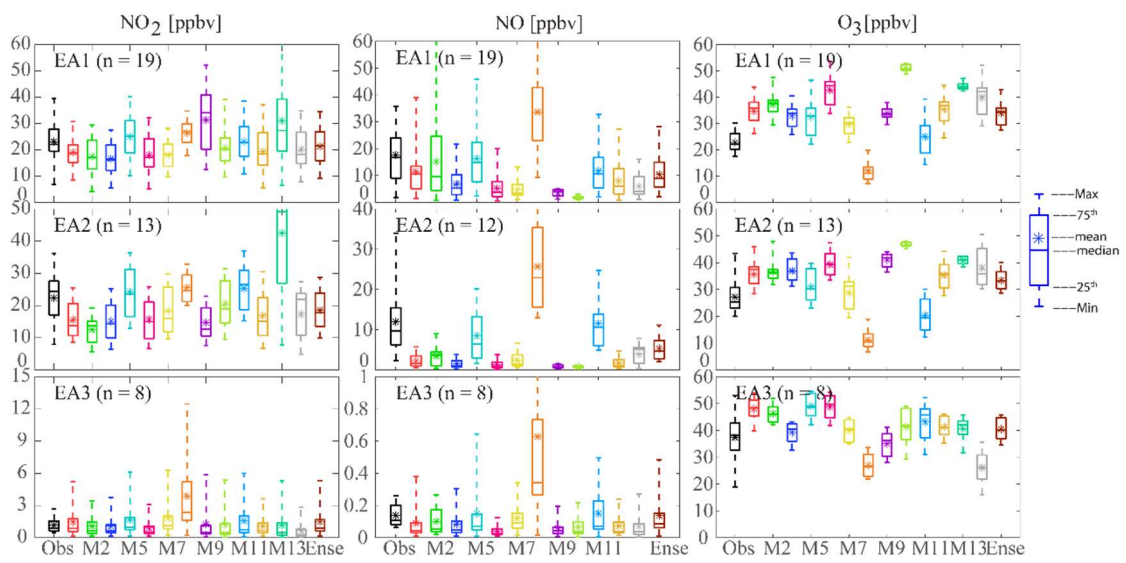 NO2 [ppbv] NO [ppbv] O3[ppbv]
60 EA1 (n = 19) 60 EA1 (n = 19) 60 EA1 (n = 19)
50 50 50
40 40 40
30 30 30
20 20 20
10 10 10
0 0 0
50 EA2 (n = 13) 40 EA2 (n = 12) 60 EA2 (n = 13)
40 30 50
30 20 40
20 10 30
10 0 20
0 10
0
15 EA3 (n = 8) 1 EA3 (n = 8) 60 EA3 (n = 8)
12 0.8 50
9 0.6 40
6 0.4 30
3 0.2 20
0 0 10
0
Obs M2 M5 M7 M9 M11 M13 Ense Obs M2 M5 M7 M9 M11 Ense Obs M2 M5 M7 M9 M11 M13 Ense
Max
75th
mean
median
25th
Min